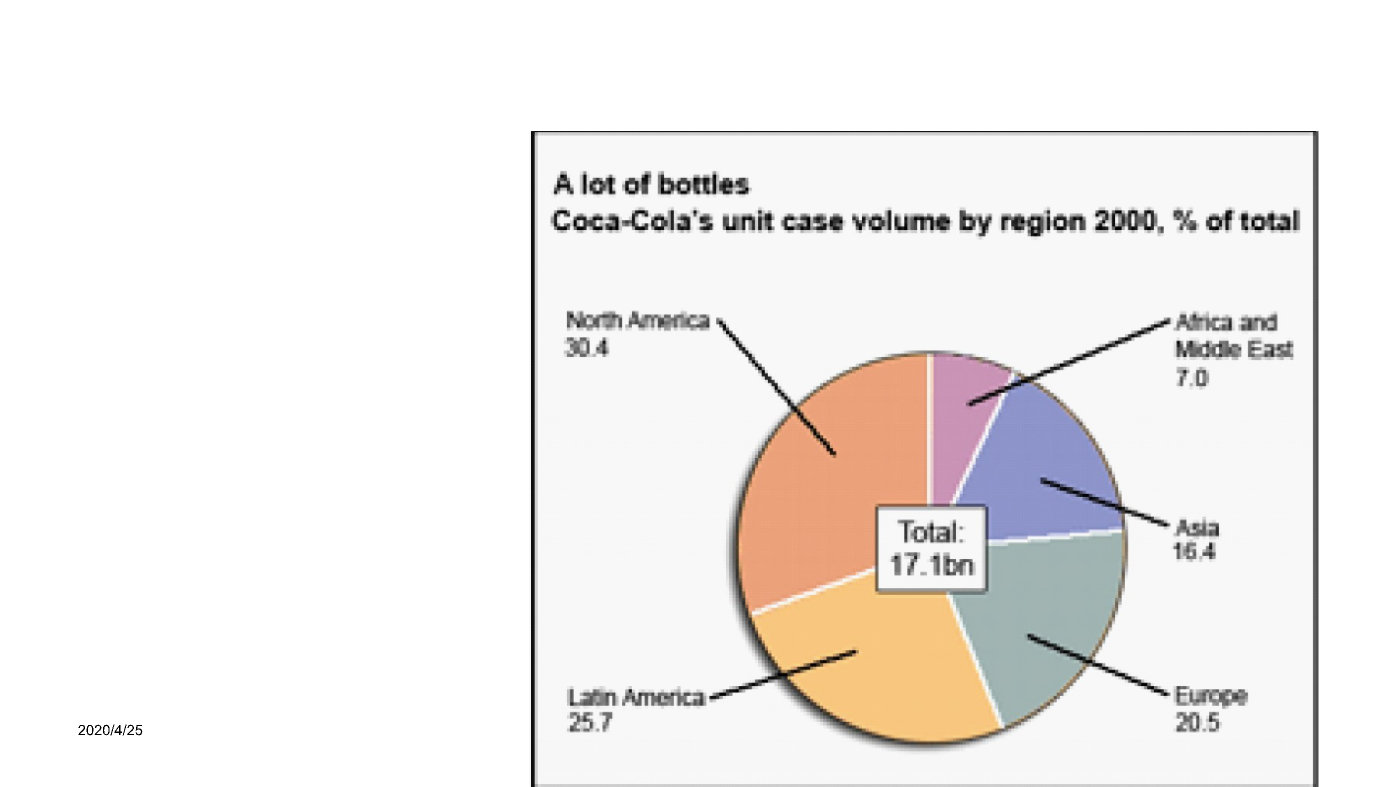 A lot of bottles
Coca-Cola's unit case volume by region 2000, % of total
North America
30.4
Africa and
Middle East
7.0
Total:
17.1bn
Asia
16.4
Latin America
25.7
Europe
20.5
2020/4/25